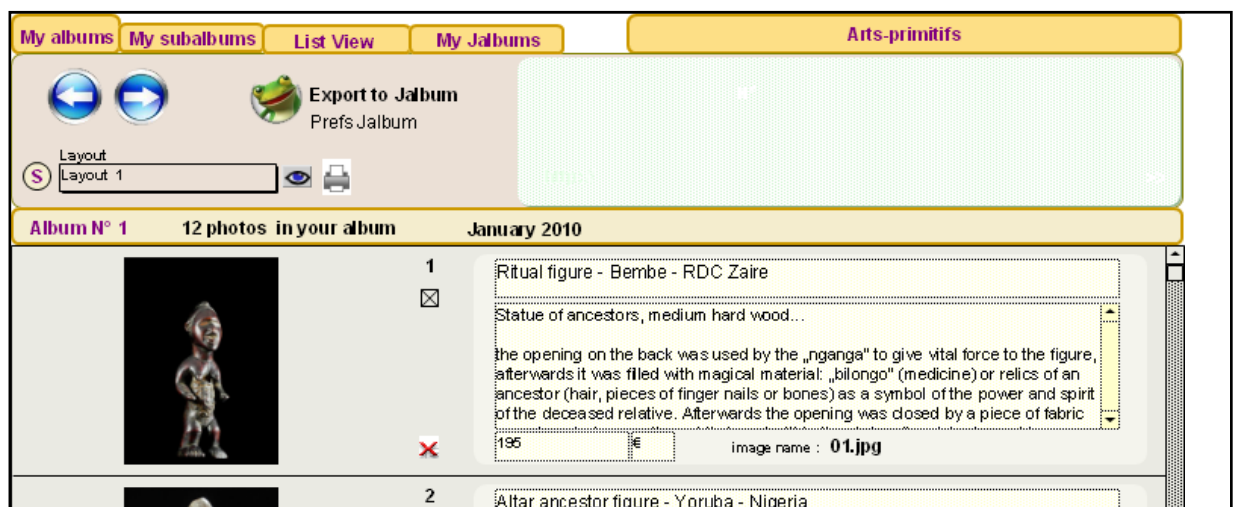 My albums My subalbums List View My Jalbums Arts-primitifs
Export to Jalbum
Prefs Jalbum
Layout
S Layout 1
Album N° 1 12 photos in your album January 2010
1
Ritual figure - Bembe - RDC Zaire
Statue of ancestors, medium hard wood...
the opening on the back was used by the „nganga" to give vital force to the figure,
afterwards it was filled with magical material: „bilongo" (medicine) or relics of an
ancestor (hair, pieces of finger nails or bones) as a symbol of the power and spirit
of the deceased relative. Afterwards the opening was closed by a piece of fabric
195 € image name : 01.jpg
2
Altar ancestor figure - Yoruba - Nigeria